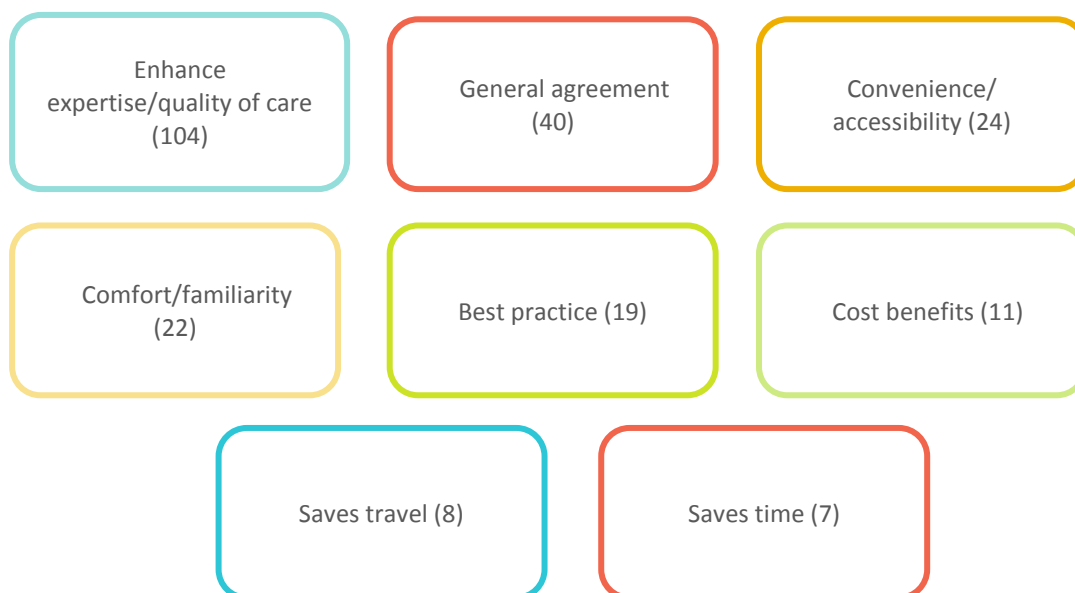 Enhance
expertise/quality of care
(104)
General agreement
(40)
Convenience/
accessibility (24)
Comfort/familiarity
(22)
Best practice (19)
Cost benefits (11)
Saves travel (8)
Saves time (7)